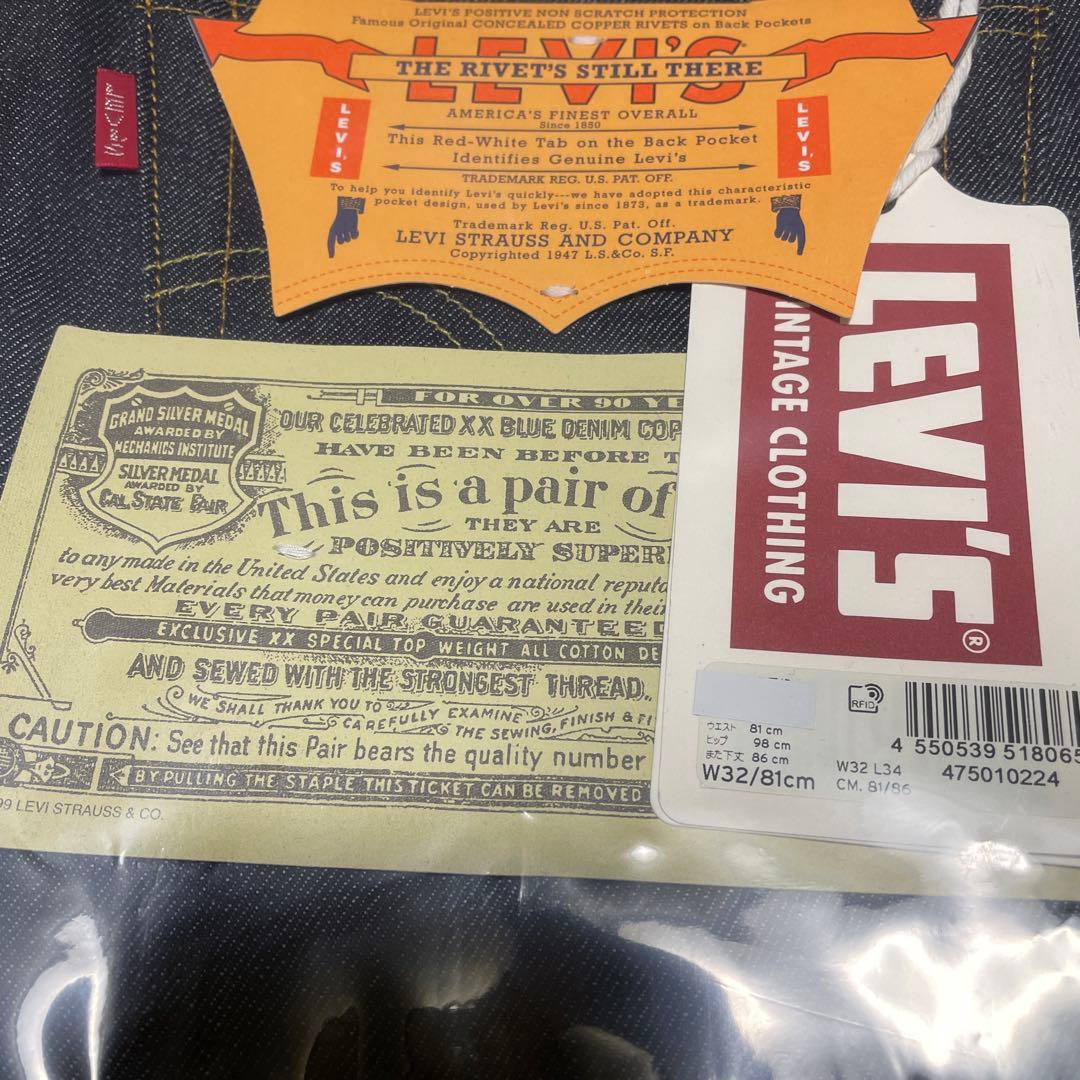 LEVI'S POSITIVE NON SCRATCH PROTECTION
Famous Original CONCEALED COPPER RIVETS on Back Pockets
LEVI'S®
THE RIVET'S STILL THERE
AMERICA'S FINEST OVERALL
Since 1850
LEVI'S
LEVI'S
This Red-White Tab on the Back Pocket
Identifies Genuine Levi's
TRADEMARK REG. U.S. PAT. OFF.
To help you identify Levi's quickly---we have adopted this characteristic
pocket design, used by Levi's since 1873, as a trademark.
Trademark Reg. U.S. Pat. Off.
LEVI STRAUSS AND COMPANY
Copyrighted 1947 L.S.&Co. S.F.
LEVI'S
GRAND SILVER MEDAL
AWARDED BY
MECHANICS INSTITUTE
SILVER MEDAL
AWARDED BY
CAL. STATE FAIR
FOR OVER 90 YE
OUR CELEBRATED XX BLUE DENIM COP
HAVE BEEN BEFORE T
This is a pair of
THEY ARE
POSITIVELY SUPERI
to any made in the United States and enjoy a national reputa
very best Materials that money can purchase are used in thei
EVERY PAIR GUARANTEED
EXCLUSIVE XX SPECIAL TOP WEIGHT ALL COTTON DE
AND SEWED WITH THE STRONGEST THREAD.
WE SHALL THANK YOU TO
CAREFULLY EXAMINE
THE SEWING, FINISH & FI
CAUTION: See that this Pair bears the quality number
BY PULLING THE STAPLE THIS TICKET CAN BE REMOVED
99 LEVI STRAUSS & CO.
LEVI'S®
INTAGE CLOTHING
RFID
ウエスト 81 cm
ヒップ 98 cm
また下丈 86 cm
W32/81cm
W32 L34
CM. 81/86
4 550539 518065
475010224